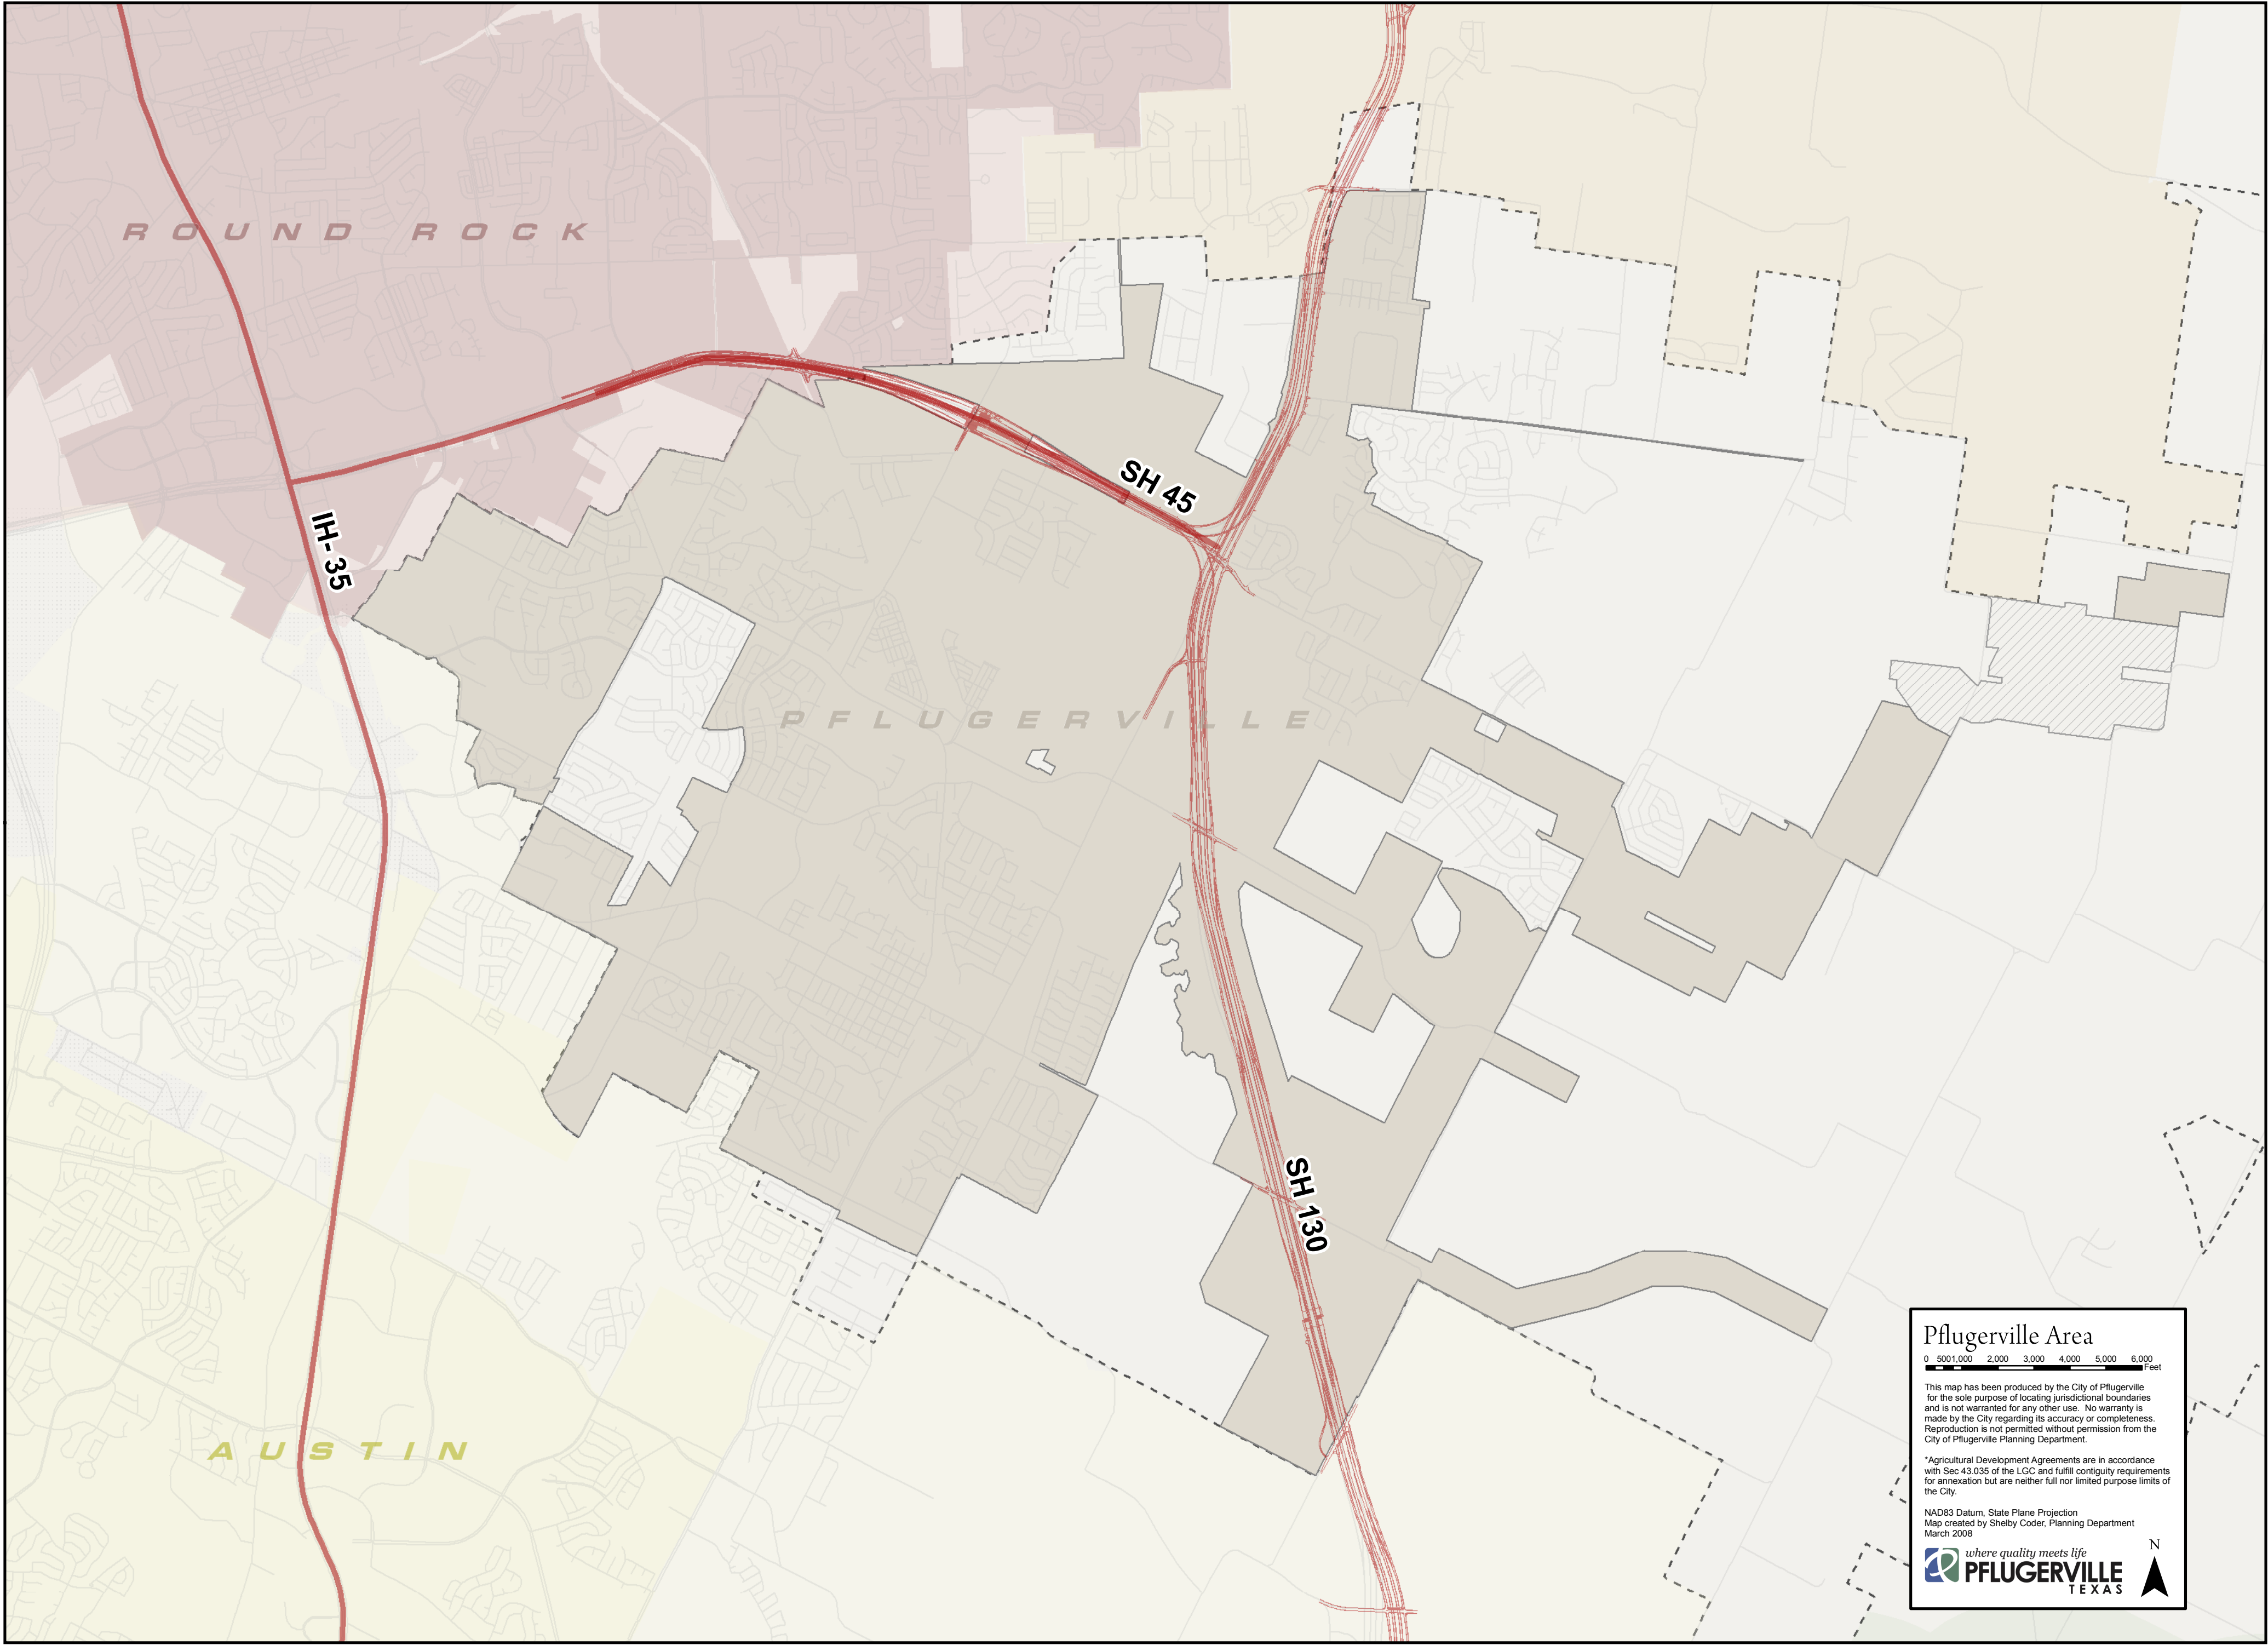 ROUND ROCK
SH 45
IH- 35
PFLUGERVILLE
SH 130
AUSTIN
Pflugerville Area
0 500 1,000 2,000 3,000 4,000 5,000 6,000
Feet
This map has been produced by the City of Pflugerville
for the sole purpose of locating jurisdictional boundaries
and is not warranted for any other use. No warranty is
made by the City regarding its accuracy or completeness.
Reproduction is not permitted without permission from the
City of Pflugerville Planning Department.
*Agricultural Development Agreements are in accordance
with Sec 43.035 of the LGC and fulfill contiguity requirements
for annexation but are neither full nor limited purpose limits of
the City.
NAD83 Datum, State Plane Projection
Map created by Shelby Coder, Planning Department
March 2008
N
where quality meets life
PFLUGERVILLE
TEXAS